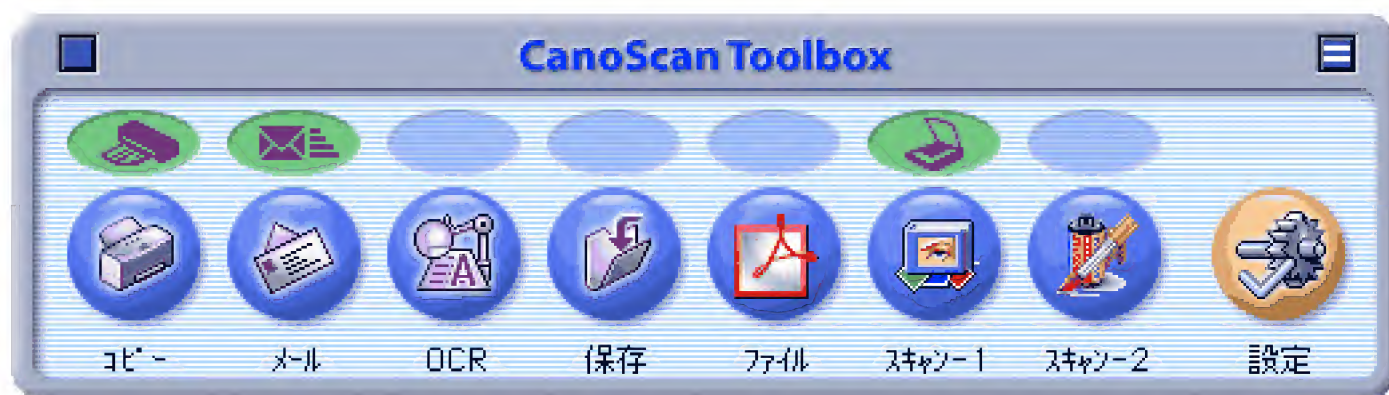 CanoScan Toolbox
ｺﾋﾟｰ ﾒｰﾙ OCR 保存 ﾌｧｲﾙ ｽｷｬﾝ-1 ｽｷｬﾝ-2 設定